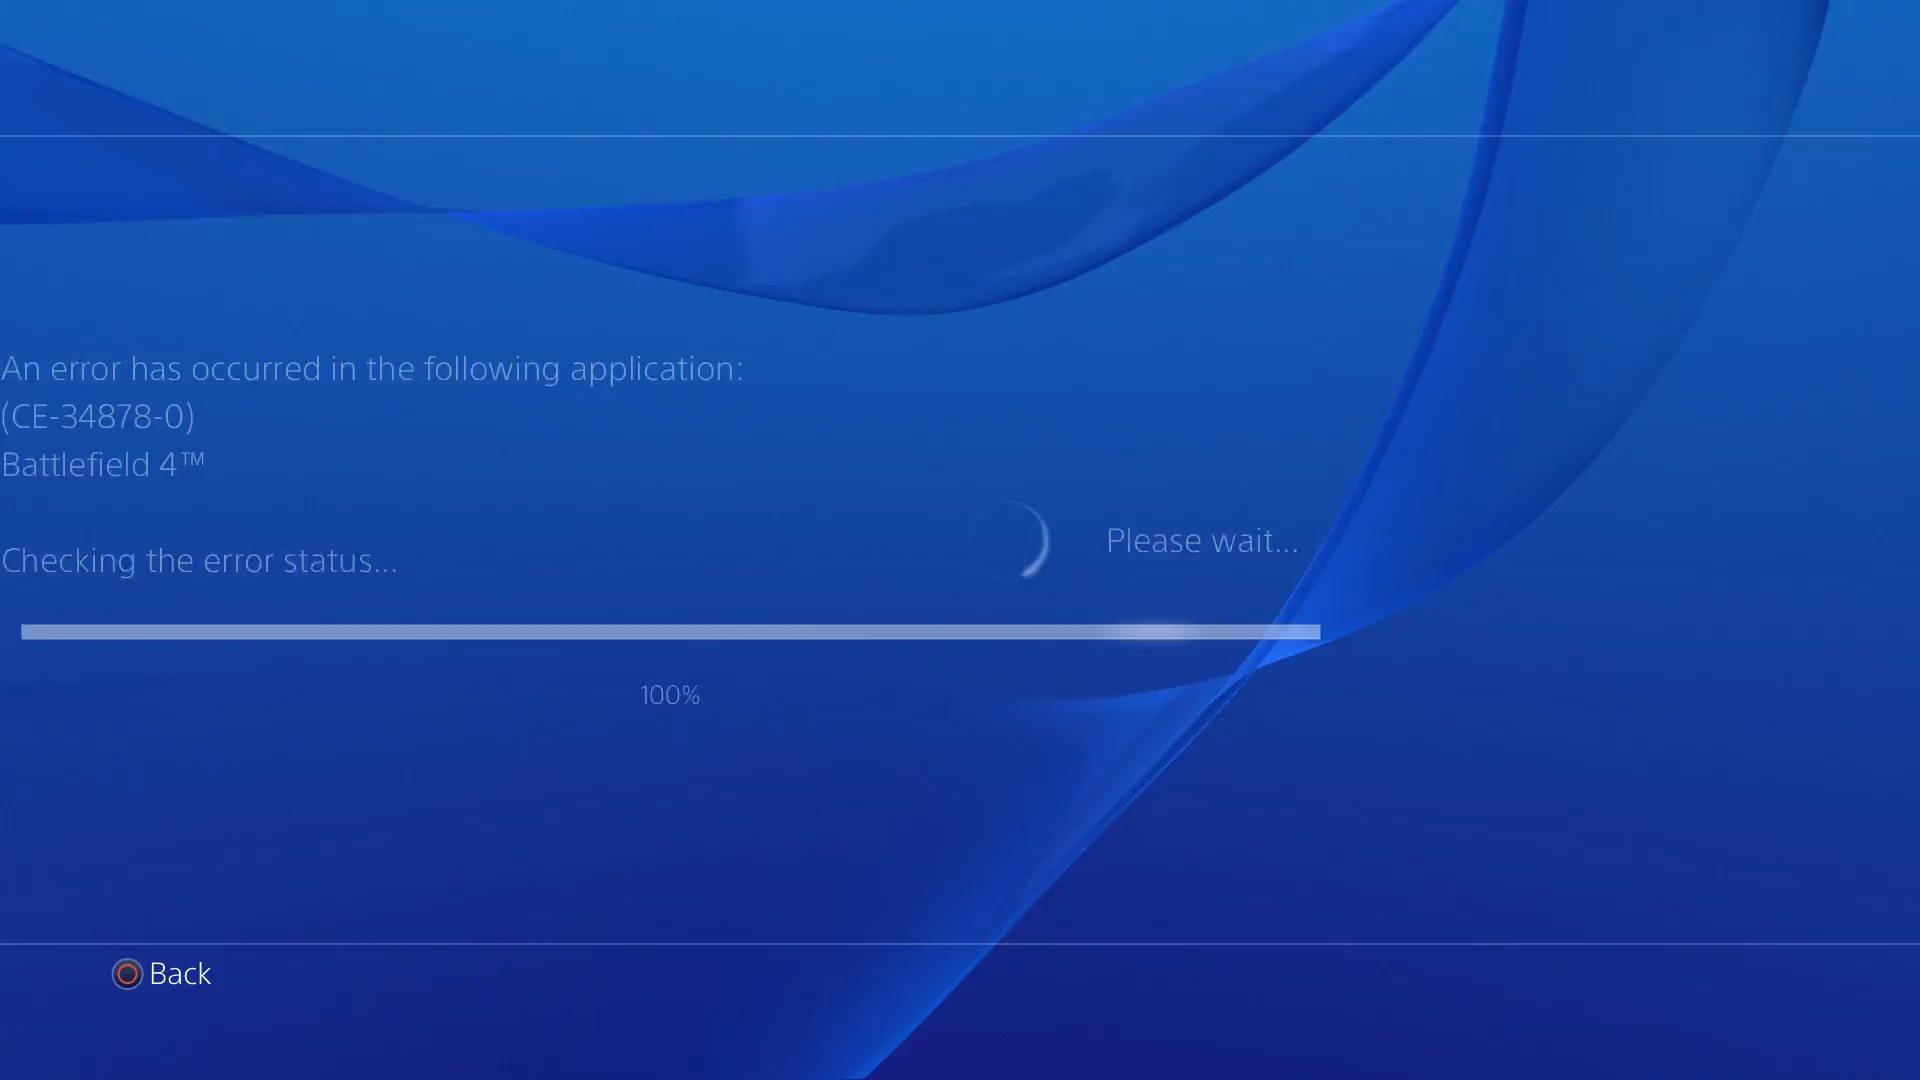 An error has occurred in the following application:
(CE-34878-0)
Battlefield 4™
Please wait...
Checking the error status...
100%
Back